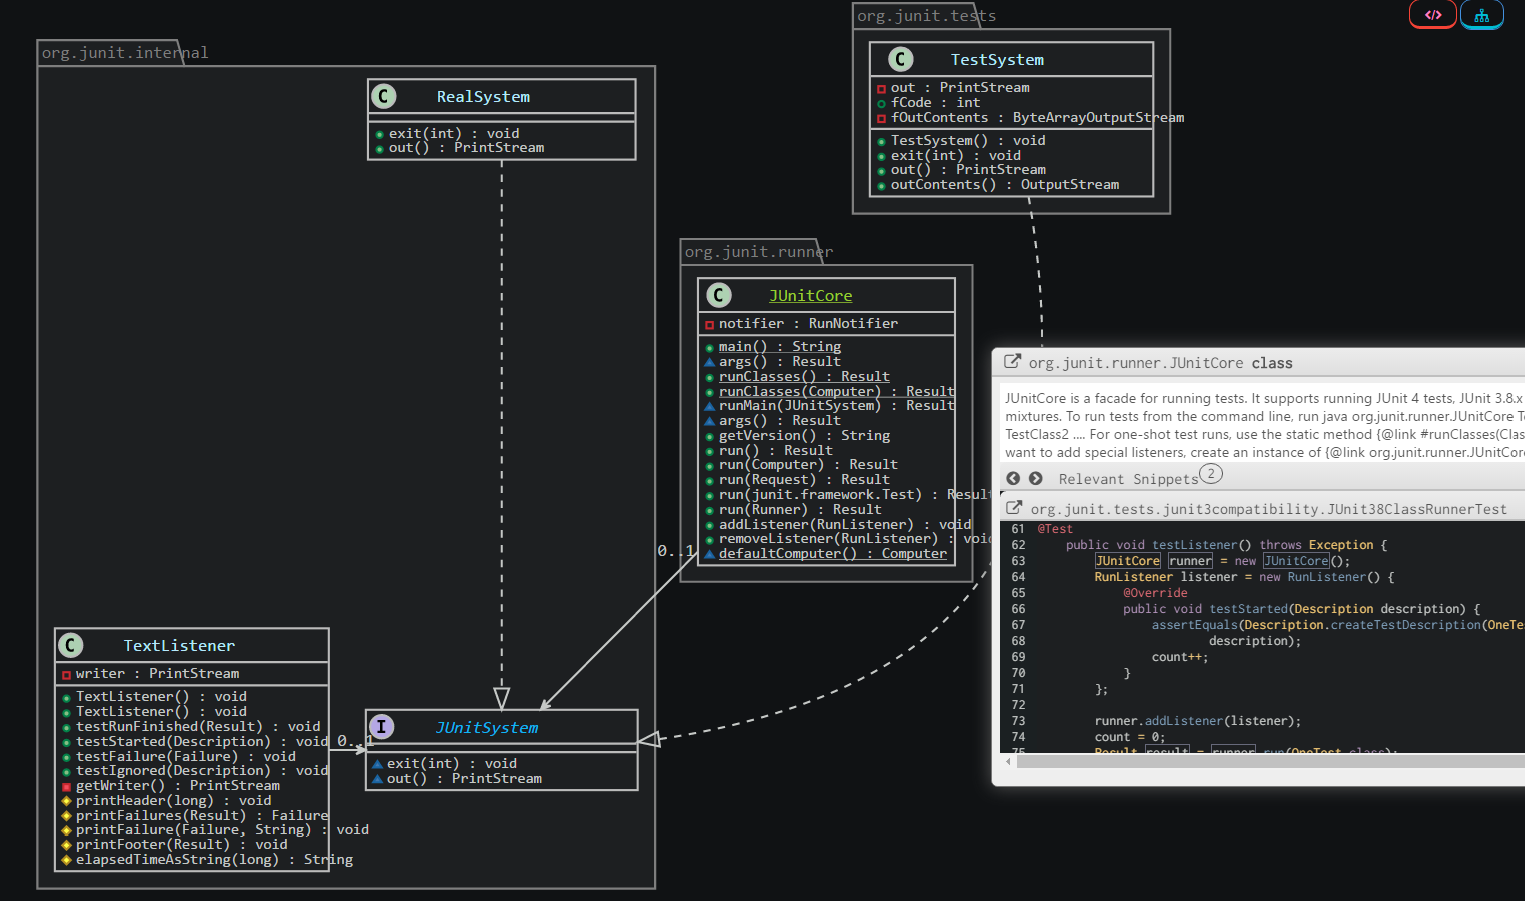 org.junit.tests
TestSystem
out : PrintStream
fCode : int
fOutContents : ByteArrayOutputStream
TestSystem() : void
exit(int) : void
out() : PrintStream
outContents() : OutputStream
org.junit.internal
RealSystem
exit(int) : void
out() : PrintStream
org.junit.runner
JUnitCore
notifier : RunNotifier
main() : String
args() : Result
runClasses() : Result
runClasses(Computer) : Result
runMain(JUnitSystem) : Result
args() : Result
getVersion() : String
run() : Result
run(Computer) : Result
run(Request) : Result
run(junit.framework.Test) : Result
run(Runner) : Result
addListener(RunListener) : void
removeListener(RunListener) : void
defaultComputer() : Computer
0..1
TextListener
writer : PrintStream
TextListener() : void
TextListener() : void
testRunFinished(Result) : void
testStarted(Description) : void
testFailure(Failure) : void
testIgnored(Description) : void
getWriter() : PrintStream
printHeader(long) : void
printFailures(Result) : Failure
printFailure(Failure, String) : void
printFooter(Result) : void
elapsedTimeAsString(long) : String
0..1
JUnitSystem
exit(int) : void
out() : PrintStream
org.junit.runner.JUnitCore class
JUnitCore is a facade for running tests. It supports running JUnit 4 tests, JUnit 3.8.x
mixtures. To run tests from the command line, run java org.junit.runner.JUnitCore
TestClass2 .... For one-shot test runs, use the static method {@link #runClasses(Clas
want to add special listeners, create an instance of {@link org.junit.runner.JUnitCore
Relevant Snippets 2
org.junit.tests.junit3compatibility.JUnit38ClassRunnerTest
61 @Test
62 public void testListener() throws Exception {
63 JUnitCore runner = new JUnitCore();
64 RunListener listener = new RunListener() {
65 @Override
66 public void testStarted(Description description) {
67 assertEquals(Description.createTestDescription(OneTe
68 description);
69 count++;
70 }
71 };
72
73 runner.addListener(listener);
74 count = 0;
75 Result result = runner.run(OneTest.class);